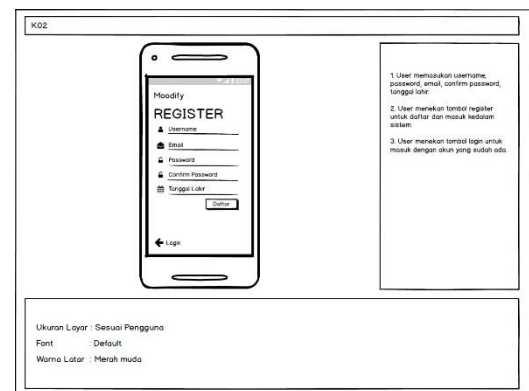 K02
Moodify
REGISTER
Username
Email
Password
Confirm Password
Tanggal Lahir
Daftar
Login
1. User memasukan username,
password, email, confirm password,
tanggal lahir.
2. User menekan tombol register
untuk daftar dan masuk kedalam
sistem.
3. User menekan tombol login untuk
masuk dengan akun yang sudah ada.
Ukuran Layar : Sesuai Pengguna
Font : Default
Warna Latar : Merah muda